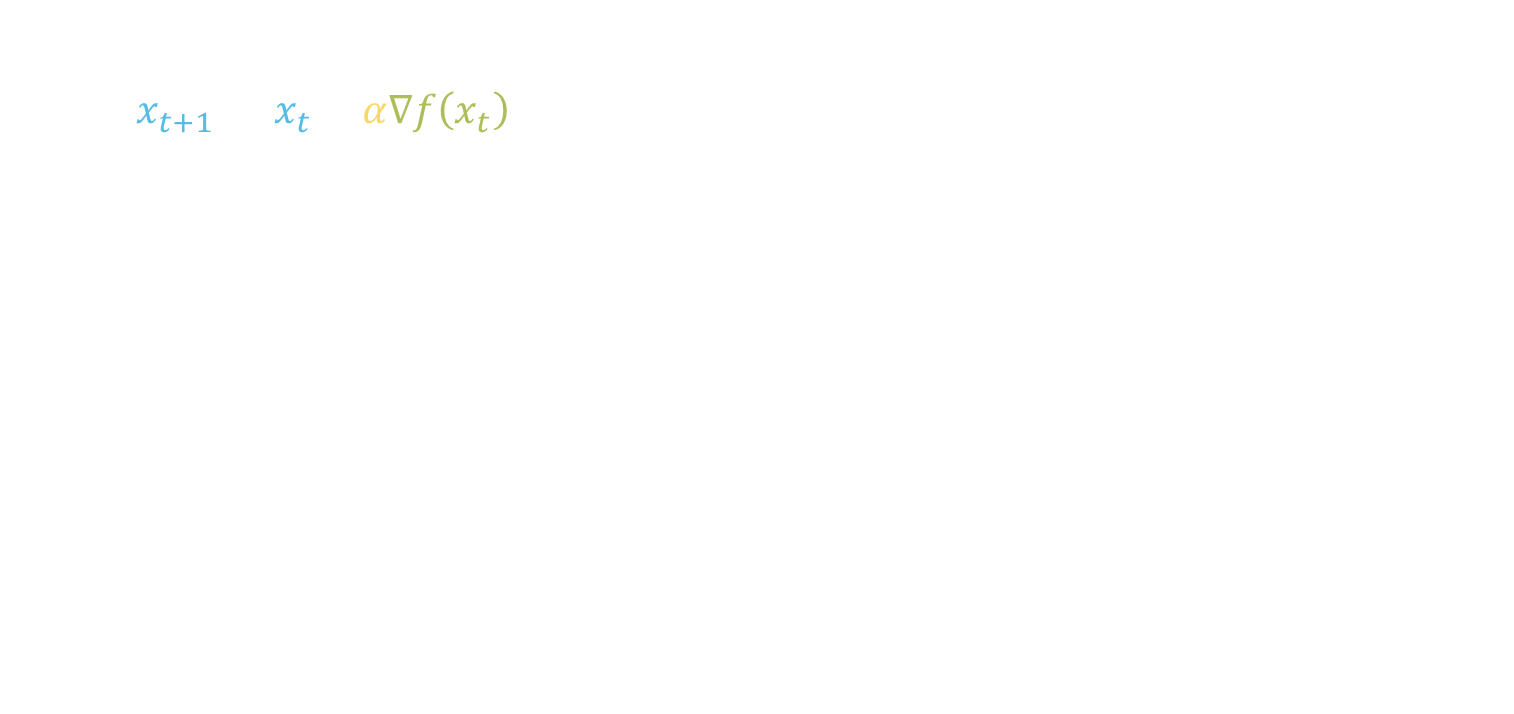 x_{t+1} x_t α∇f(x_t)